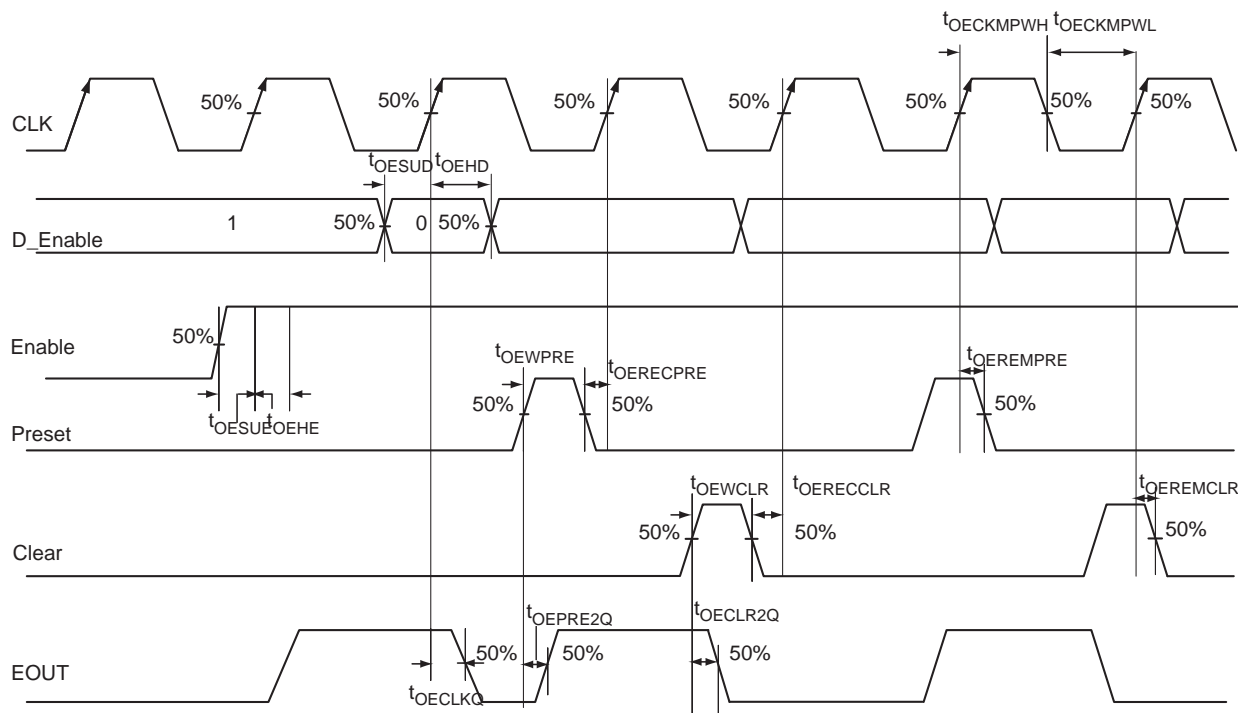 tOECKMPWH tOECKMPWL
50% 50% 50% 50% 50% 50% 50%
CLK
tOESUD tOEHD
1 50% 0 50%
D_Enable
50%
Enable
tOEWPRE tOERECPRE tOEREMPRE
50% 50% 50%
tOESUE tOEHE
Preset
tOEWCLR tOERECCLR tOEREMCLR
50% 50% 50%
Clear
tOEPRE2Q tOECLR2Q
50% 50% 50%
EOUT
tOECLKQ